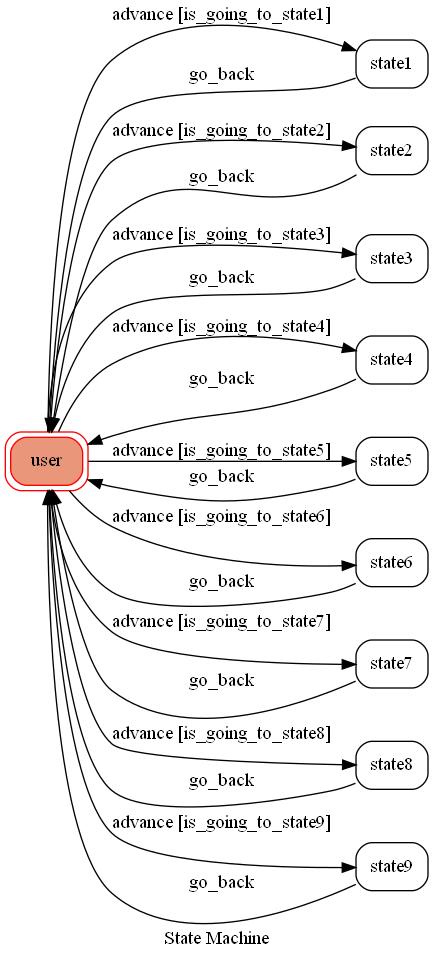 advance [is_going_to_state1]
state1
go_back
advance [is_going_to_state2]
state2
go_back
advance [is_going_to_state3]
state3
go_back
advance [is_going_to_state4]
state4
go_back
user
advance [is_going_to_state5]
state5
go_back
advance [is_going_to_state6]
state6
go_back
advance [is_going_to_state7]
state7
go_back
advance [is_going_to_state8]
state8
go_back
advance [is_going_to_state9]
state9
go_back
State Machine